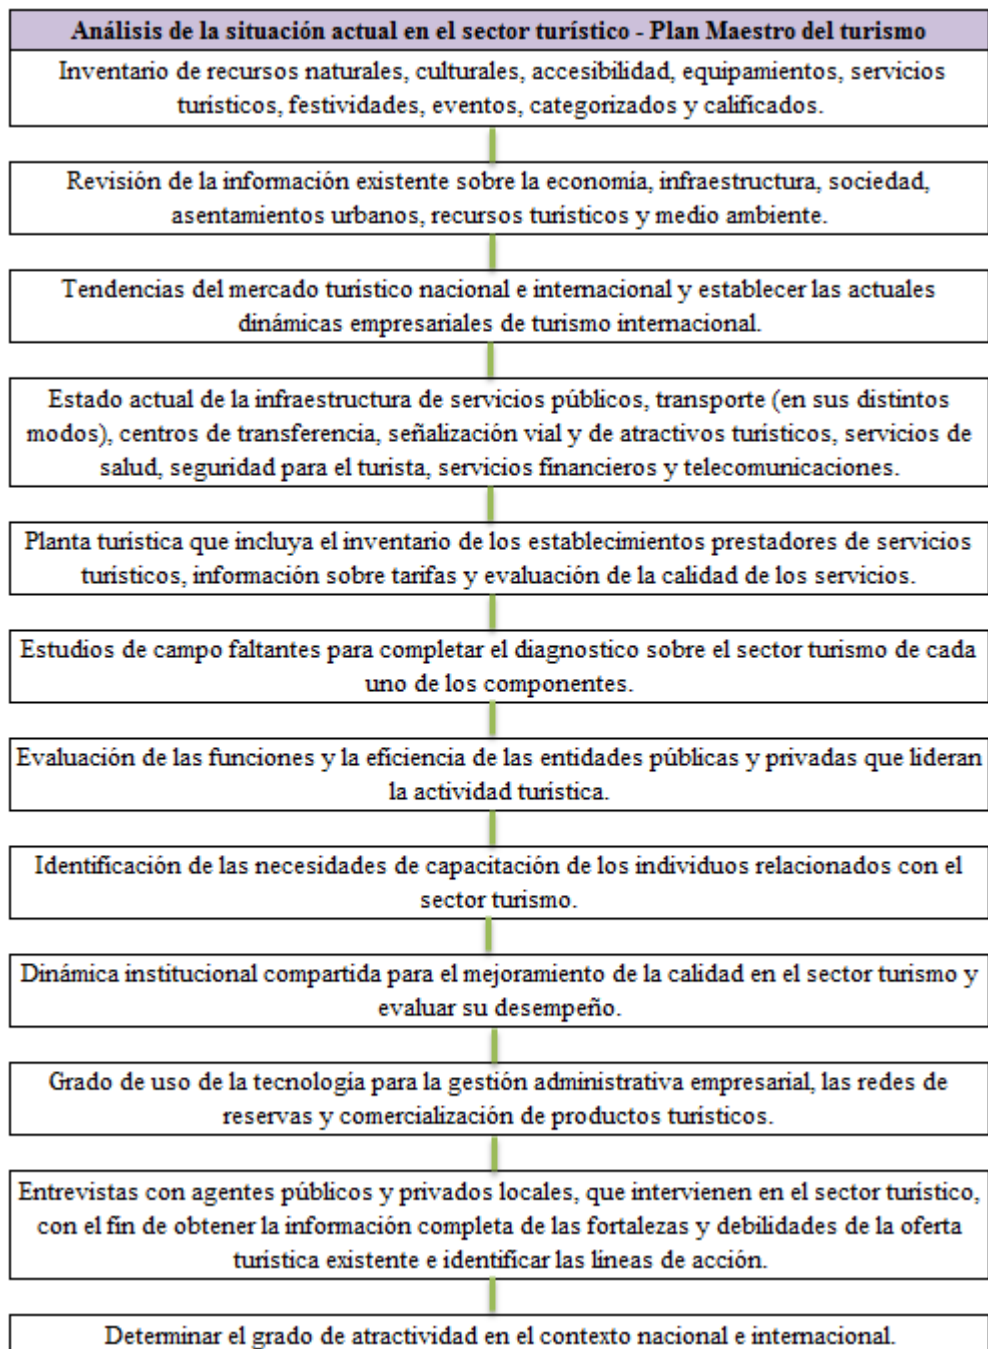 Análisis de la situación actual en el sector turístico - Plan Maestro del turismo
Inventario de recursos naturales, culturales, accesibilidad, equipamientos, servicios
turísticos, festividades, eventos, categorizados y calificados.
Revisión de la información existente sobre la economía, infraestructura, sociedad,
asentamientos urbanos, recursos turísticos y medio ambiente.
Tendencias del mercado turístico nacional e internacional y establecer las actuales
dinámicas empresariales de turismo internacional.
Estado actual de la infraestructura de servicios públicos, transporte (en sus distintos
modos), centros de transferencia, señalización vial y de atractivos turísticos, servicios de
salud, seguridad para el turista, servicios financieros y telecomunicaciones.
Planta turística que incluya el inventario de los establecimientos prestadores de servicios
turísticos, información sobre tarifas y evaluación de la calidad de los servicios.
Estudios de campo faltantes para completar el diagnostico sobre el sector turismo de cada
uno de los componentes.
Evaluación de las funciones y la eficiencia de las entidades públicas y privadas que lideran
la actividad turística.
Identificación de las necesidades de capacitación de los individuos relacionados con el
sector turismo.
Dinámica institucional compartida para el mejoramiento de la calidad en el sector turismo y
evaluar su desempeño.
Grado de uso de la tecnología para la gestión administrativa empresarial, las redes de
reservas y comercialización de productos turísticos.
Entrevistas con agentes públicos y privados locales, que intervienen en el sector turístico,
con el fin de obtener la información completa de las fortalezas y debilidades de la oferta
turística existente e identificar las líneas de acción.
Determinar el grado de atractividad en el contexto nacional e internacional.